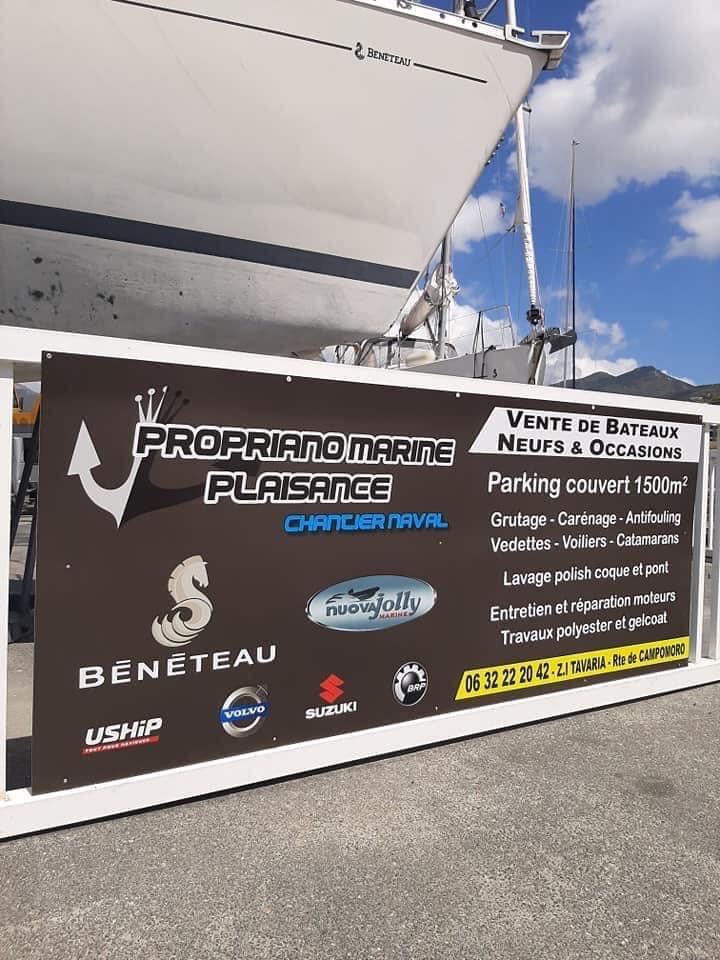 BENETEAU
PROPRIANO MARINE
PLAISANCE
CHANTIER NAVAL
BĒNĒTEAU
NUOVAJOLLY
MARINE
USHIP
TOUT POUR NAVIGUER
VOLVO
SUZUKI
BRP
VENTE DE BATEAUX
NEUFS & OCCASIONS
Parking couvert 1500m²
Grutage - Carénage - Antifouling
Vedettes - Voiliers - Catamarans
Lavage polish coque et pont
Entretien et réparation moteurs
Travaux polyester et gelcoat
06 32 22 20 42 - Z.I TAVARIA - Rte de CAMPOMORO